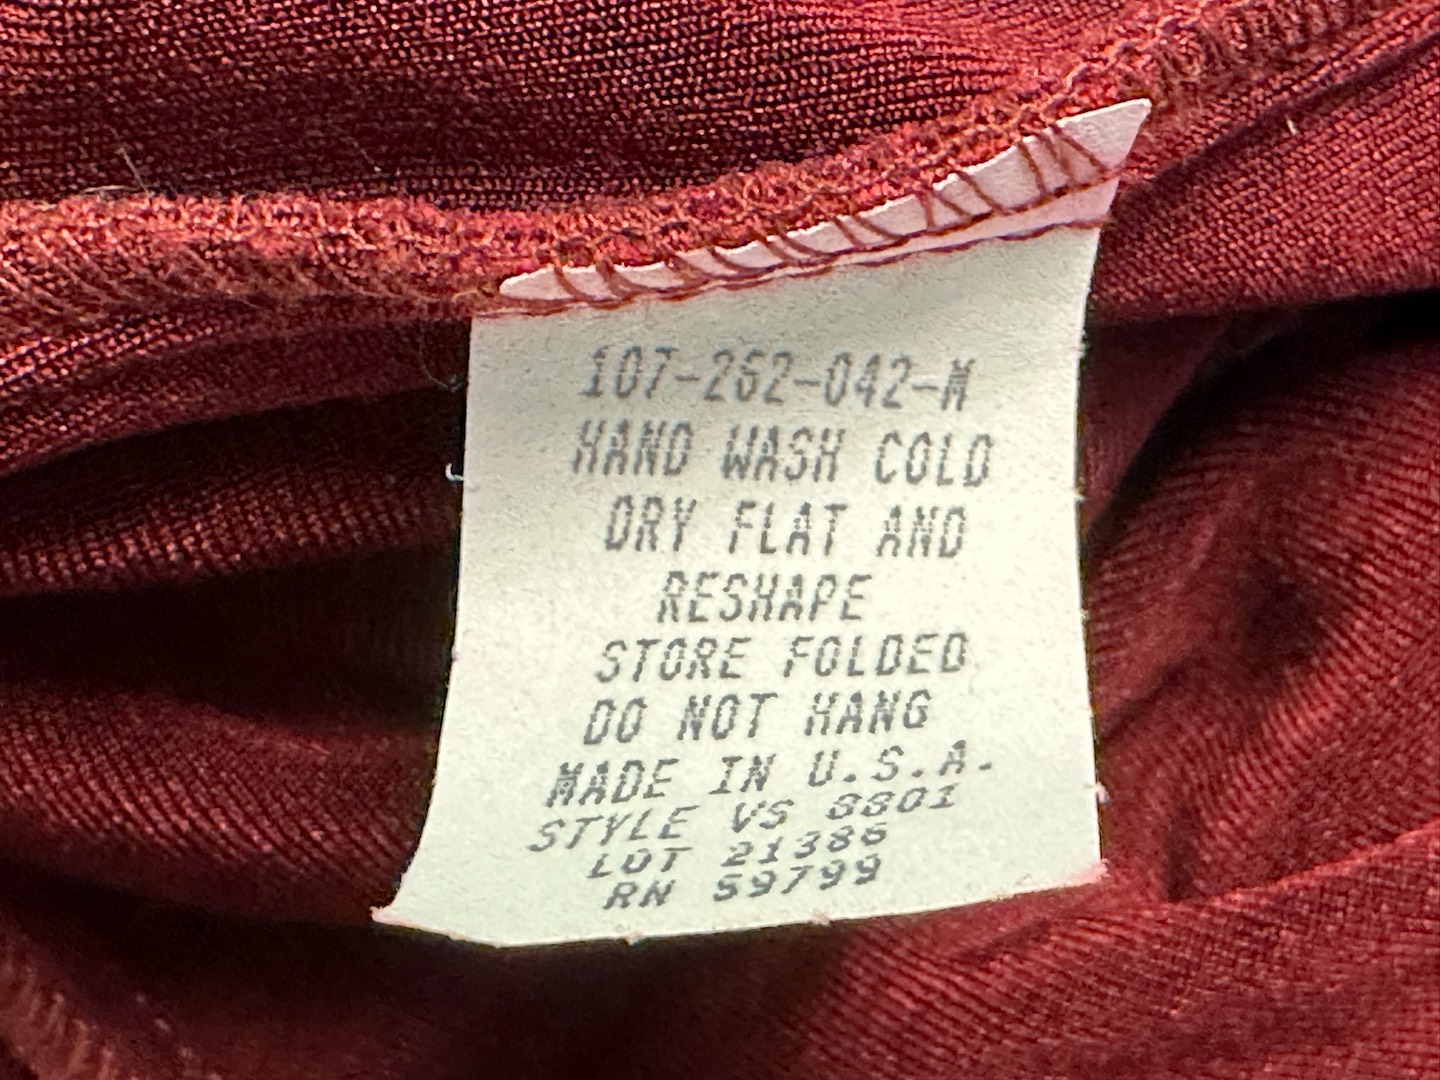 107-262-042-M
HAND WASH COLD
DRY FLAT AND
RESHAPE
STORE FOLDED
DO NOT HANG
MADE IN U.S.A.
STYLE VS 8801
LOT 21386
RN 59799